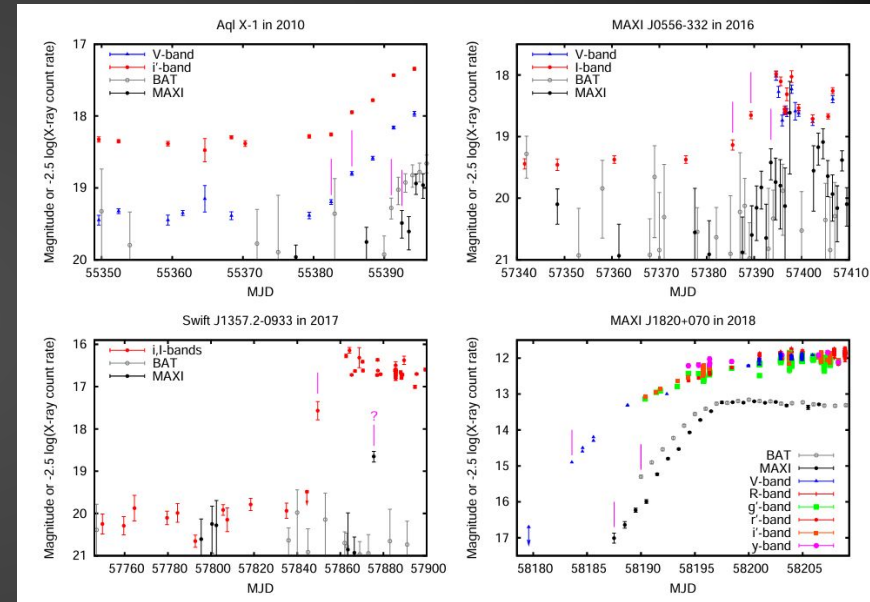 Aql X-1 in 2010
Magnitude or -2.5 log(X-ray count rate)
17
18
19
20
V-band
i'-band
BAT
MAXI
55350
55360
55370
55380
55390
MJD
MAXI J0556-332 in 2016
Magnitude or -2.5 log(X-ray count rate)
18
19
20
21
V-band
I-band
BAT
MAXI
57340
57350
57360
57370
57380
57390
57400
57410
MJD
Swift J1357.2-0933 in 2017
Magnitude or -2.5 log(X-ray count rate)
16
17
18
19
20
21
i,I-bands
BAT
MAXI
?
57760
57780
57800
57820
57840
57860
57880
57900
MJD
MAXI J1820+070 in 2018
Magnitude or -2.5 log(X-ray count rate)
12
13
14
15
16
17
BAT
MAXI
V-band
R-band
g'-band
r'-band
i'-band
y-band
58180
58185
58190
58195
58200
58205
MJD